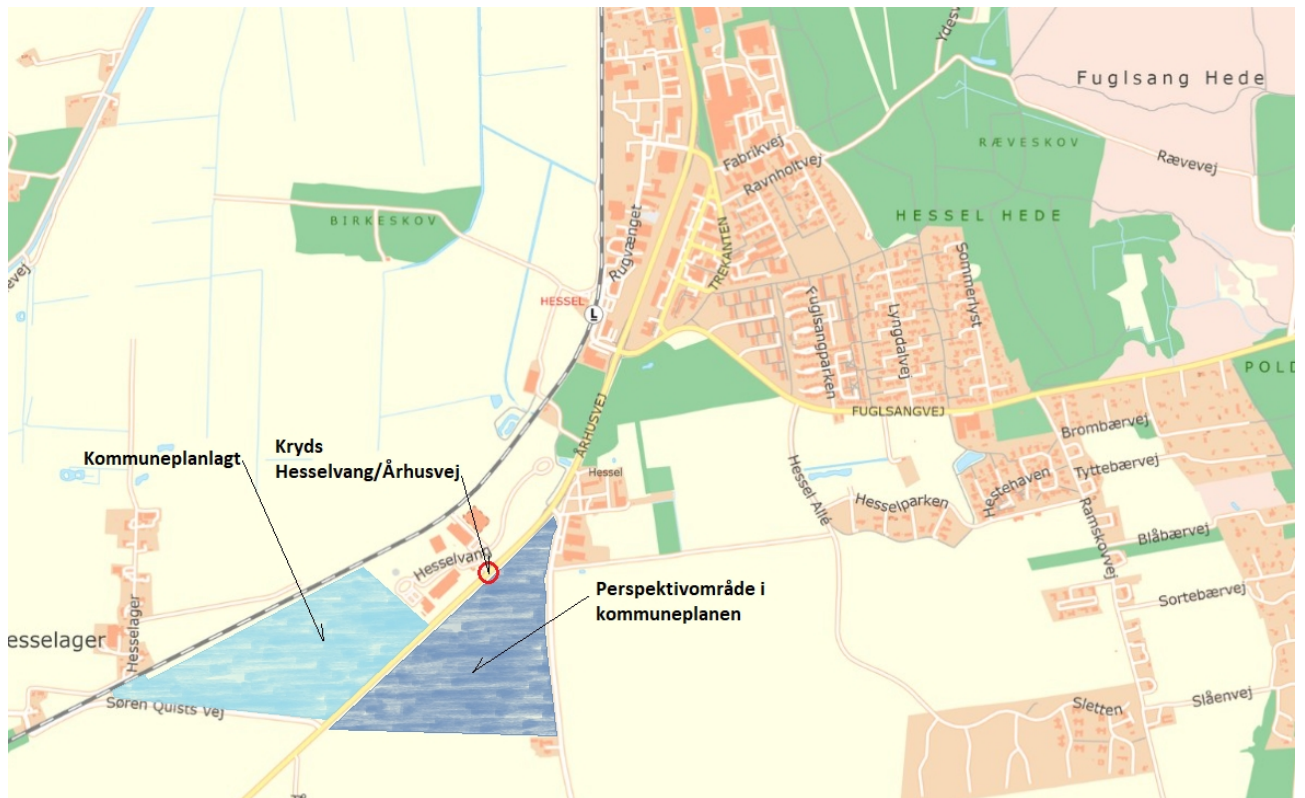 Ydesv
Fuglsang Hede
RÆVESKOV
Rævevej
Fabrikvej
Ravnholtvej
HESSEL HEDE
BIRKESKOV
Rugvænget
TREKANTEN
Sommerlyst
HESSEL
L
Fuglsangparken
Lyngdalvej
POLD
FUGLSANGVEJ
ÅRHUSVEJ
Brombærvej
Kommuneplanlagt
Kryds
Hesselvang/Århusvej
Hessel
Hessel Allé
Hesselparken
Hestehaven
Tyttebærvej
Ramskovvej
Blåbærvej
Hesselvang
Perspektivområde i
kommuneplanen
Sortebærvej
esselager
Hesselager
Søren Quists Vej
Sletten
Slåenvej